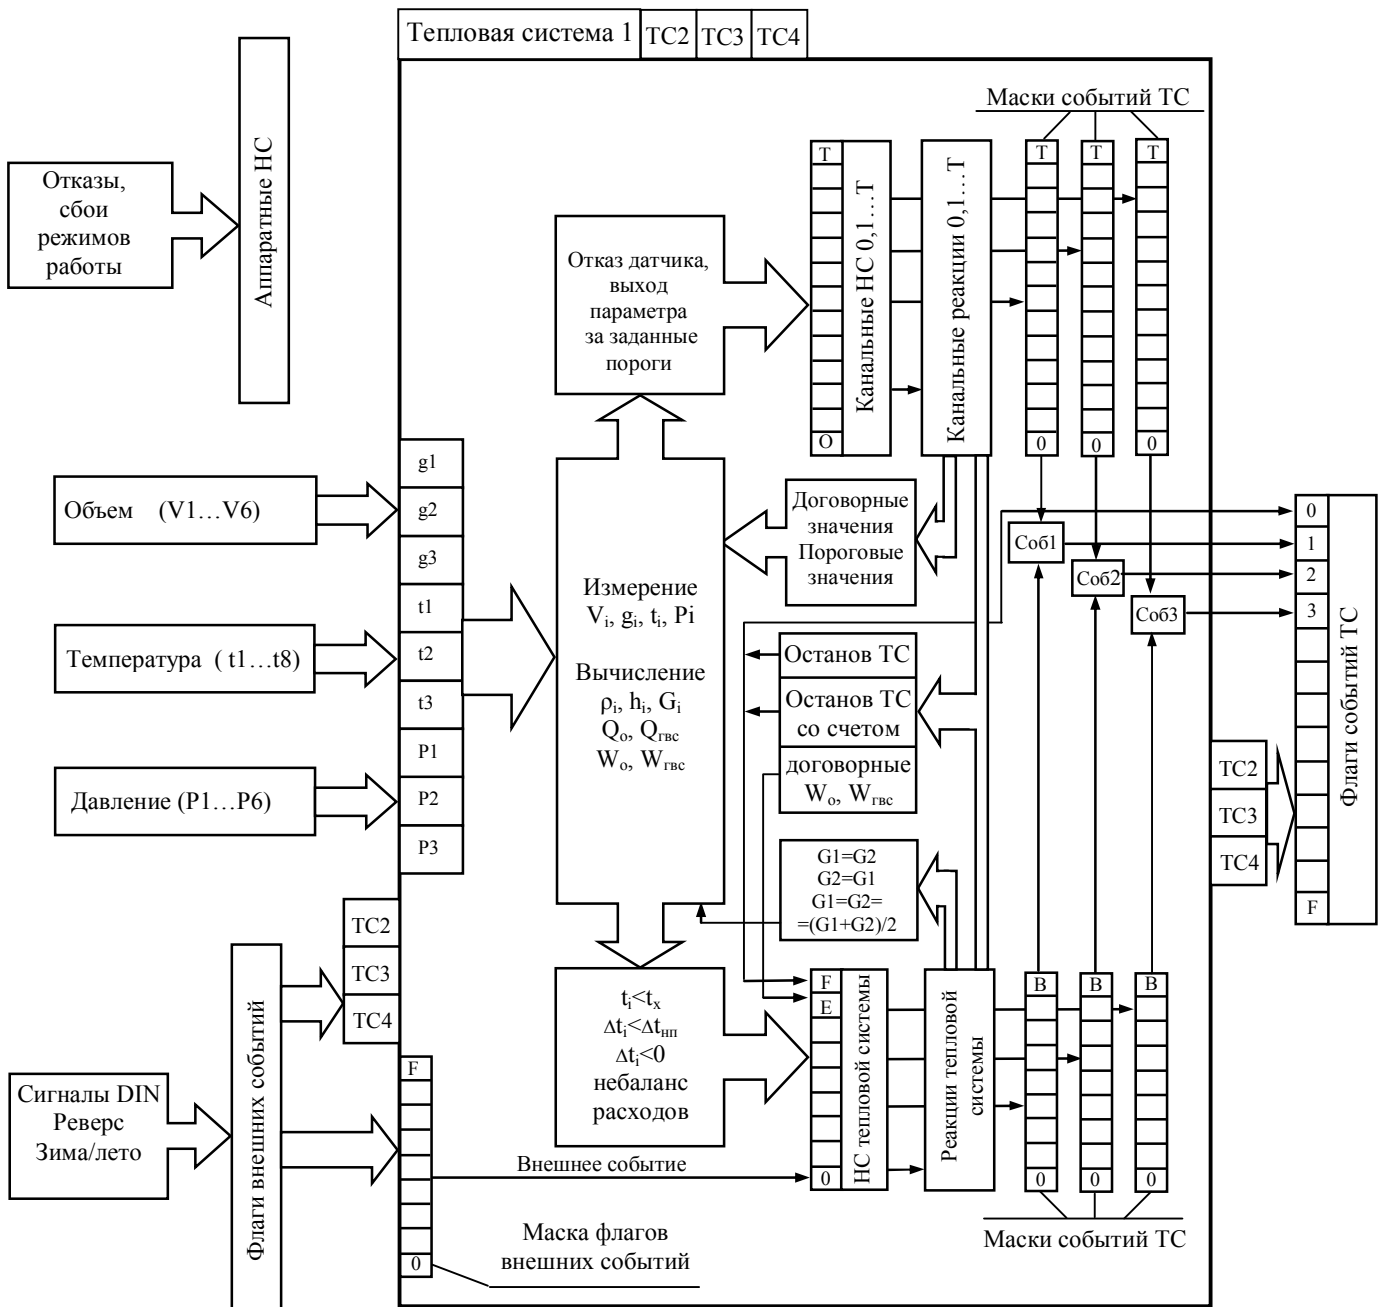 Тепловая система 1
ТС2
ТС3
ТС4
Маски событий ТС
Отказы,
сбои
режимов
работы
Аппаратные НС
Отказ датчика,
выход
параметра
за заданные
пороги
Т
О
Канальные НС 0,1…Т
Канальные реакции 0,1…Т
Т
Т
Т
0
0
0
g1
g2
g3
t1
t2
t3
P1
P2
P3
Объем (V1…V6)
Температура ( t1…t8)
Давление (P1…P6)
Измерение
Vi, gi, ti, Pi
Вычисление
ρi, hi, Gi
Qo, Qгвс
Wo, Wгвс
Договорные
значения
Пороговые
значения
Соб1
Соб2
Соб3
0
1
2
3
F
Флаги событий ТС
Останов ТС
Останов ТС
со счетом
договорные
Wo, Wгвс
ТС2
ТС3
ТС4
G1=G2
G2=G1
G1=G2=
=(G1+G2)/2
ТС2
ТС3
ТС4
ti<tx
Δti<Δtнп
Δti<0
небаланс
расходов
F
E
0
НС тепловой системы
Реакции тепловой
системы
B
B
B
0
0
0
Маски событий ТС
Сигналы DIN
Реверс
Зима/лето
Флаги внешних событий
F
0
Внешнее событие
Маска флагов
внешних событий